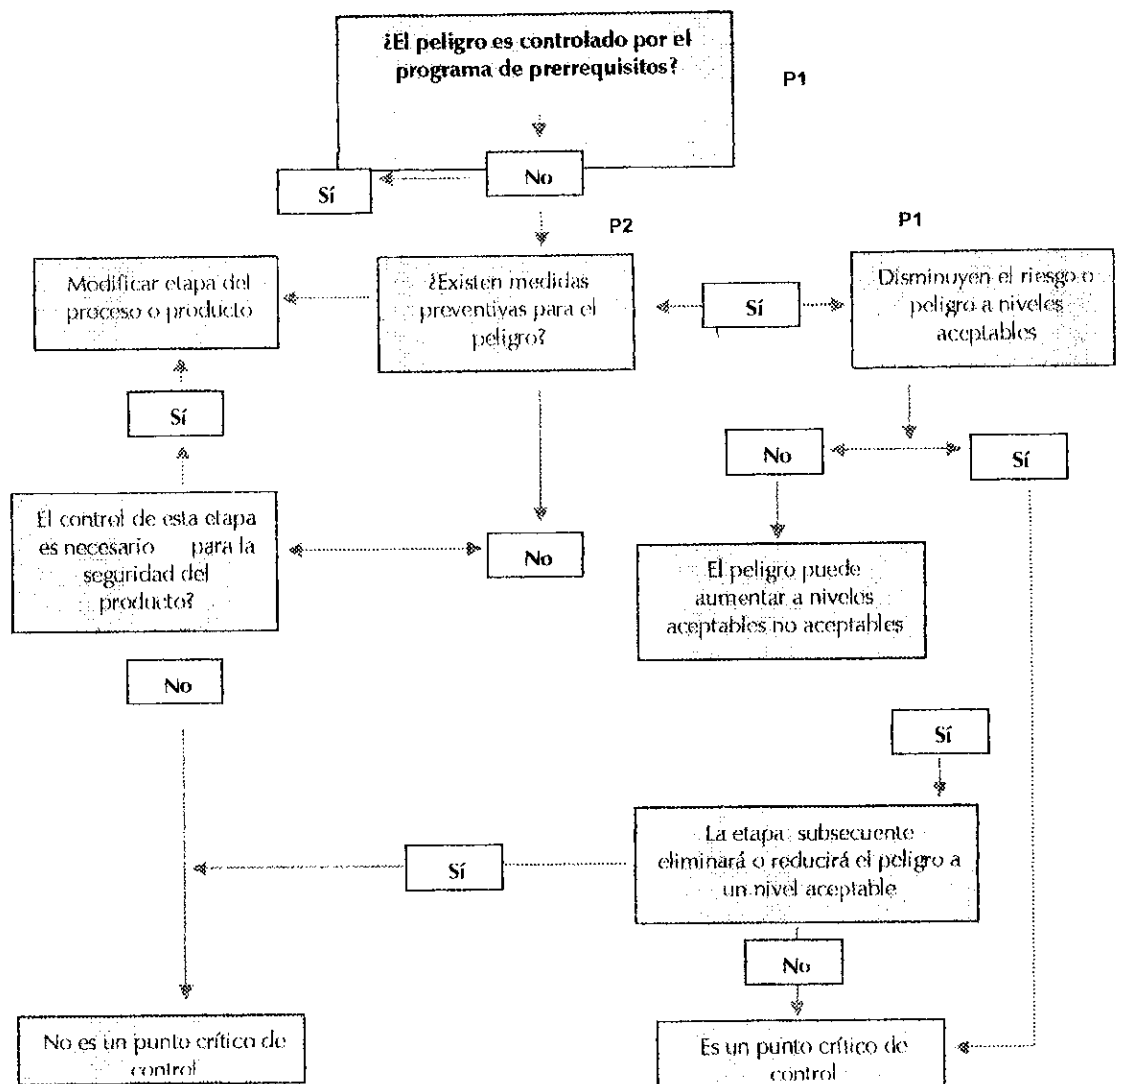 ¿El peligro es controlado por el
programa de prerrequisitos?
P1
No
Sí
P2
P1
Modificar etapa del
proceso o producto
¿Existen medidas
preventivas para el
peligro?
Sí
Disminuyen el riesgo o
peligro a niveles
aceptables
Sí
No
Sí
El control de esta etapa
es necesario para la
seguridad del
producto?
No
El peligro puede
aumentar a niveles
aceptables no aceptables
No
Sí
La etapa subsecuente
eliminará o reducirá el peligro a
un nivel aceptable
Sí
No
No es un punto crítico de
control
Es un punto crítico de
control